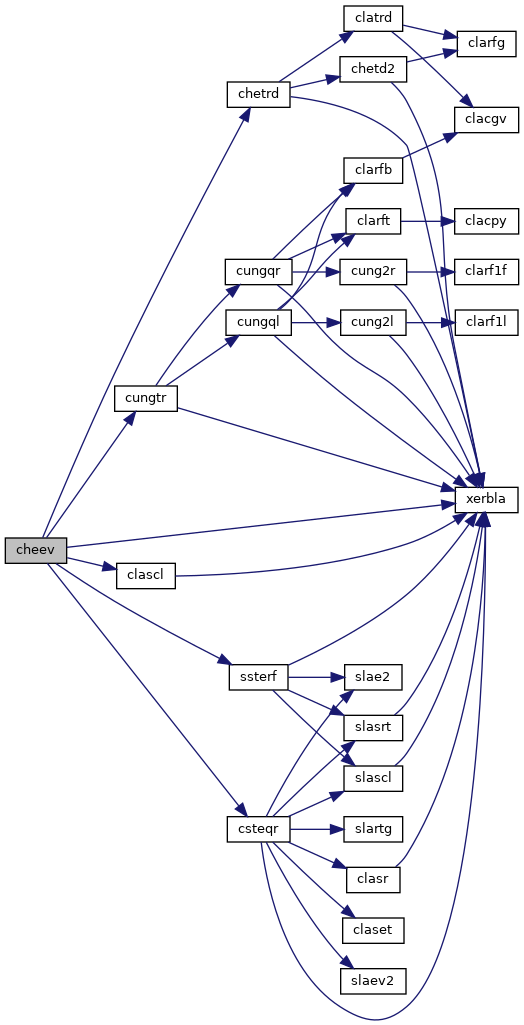 clatrd
clarfg
chetd2
chetrd
clacgv
clarfb
clarft
clacpy
cungqr
cung2r
clarf1f
cungql
cung2l
clarf1l
cungtr
xerbla
cheev
clascl
ssterf
slae2
slasrt
slascl
csteqr
slartg
clasr
claset
slaev2